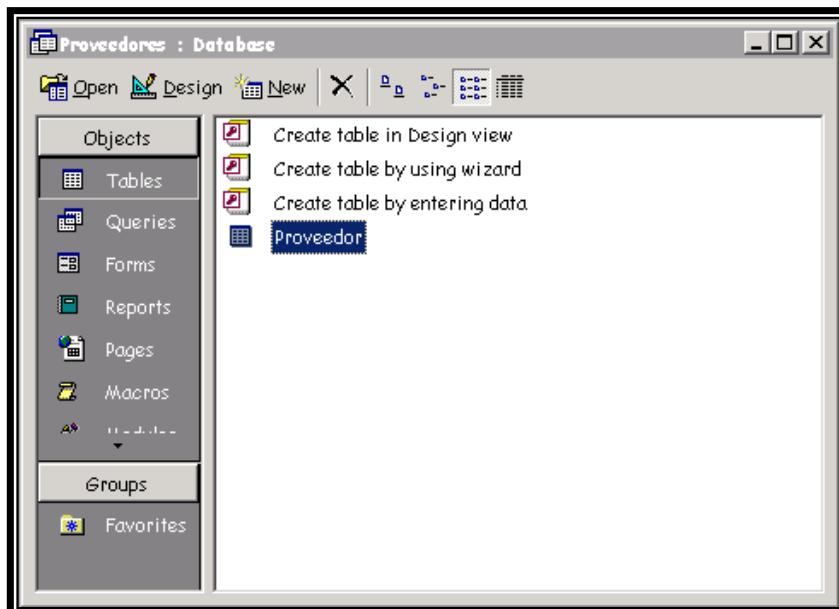 Proveedores : Database
Open Design New
Objects
Tables
Queries
Forms
Reports
Pages
Macros
Groups
Favorites
Create table in Design view
Create table by using wizard
Create table by entering data
Proveedor